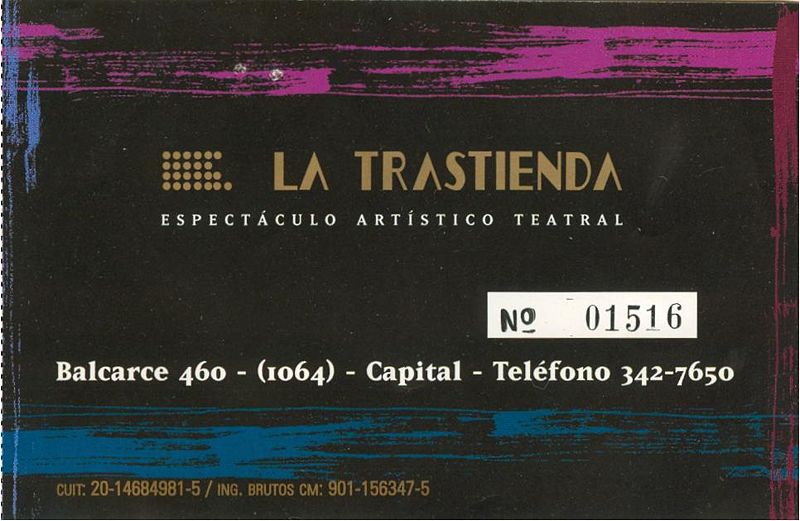 LA TRASTIENDA
ESPECTÁCULO ARTÍSTICO TEATRAL
Nº 01516
Balcarce 460 - (1064) - Capital - Teléfono 342-7650
CUIT: 20-14684981-5 / ING. BRUTOS CM: 901-156347-5